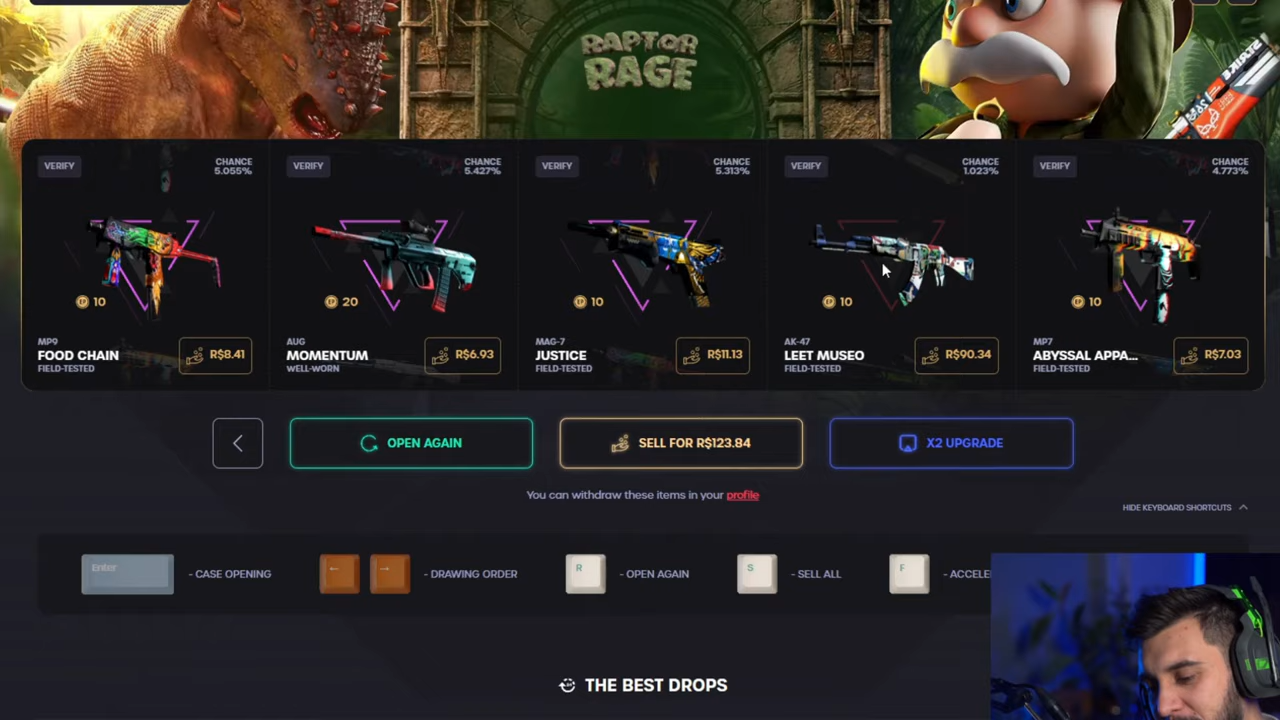 RAPTOR
RAGE
VERIFY
CHANCE
5.055%
10
MP9
FOOD CHAIN
FIELD-TESTED
R$8.41
VERIFY
CHANCE
5.427%
20
AUG
MOMENTUM
WELL-WORN
R$6.93
VERIFY
CHANCE
5.313%
10
MAG-7
JUSTICE
FIELD-TESTED
R$11.13
VERIFY
CHANCE
1.023%
10
AK-47
LEET MUSEO
FIELD-TESTED
R$90.34
VERIFY
CHANCE
4.773%
10
MP7
ABYSSAL APPA...
FIELD-TESTED
R$7.03
OPEN AGAIN
SELL FOR R$123.84
X2 UPGRADE
You can withdraw these items in your profile
HIDE KEYBOARD SHORTCUTS
Enter - CASE OPENING
← → - DRAWING ORDER
R - OPEN AGAIN
S - SELL ALL
F - ACCELE
THE BEST DROPS